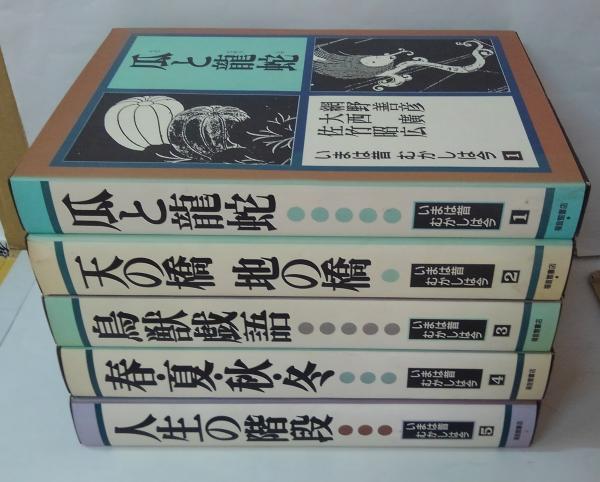 瓜と龍蛇
網野善彦
大西廣
佐竹昭広
いまは昔 むかしは今 1
瓜と龍蛇 いまは昔 むかしは今 1 福音館書店
天の橋 地の橋 いまは昔 むかしは今 2 福音館書店
鳥獣戯語 いまは昔 むかしは今 3 福音館書店
春・夏・秋・冬 いまは昔 むかしは今 4 福音館書店
人生の階段 いまは昔 むかしは今 5 福音館書店